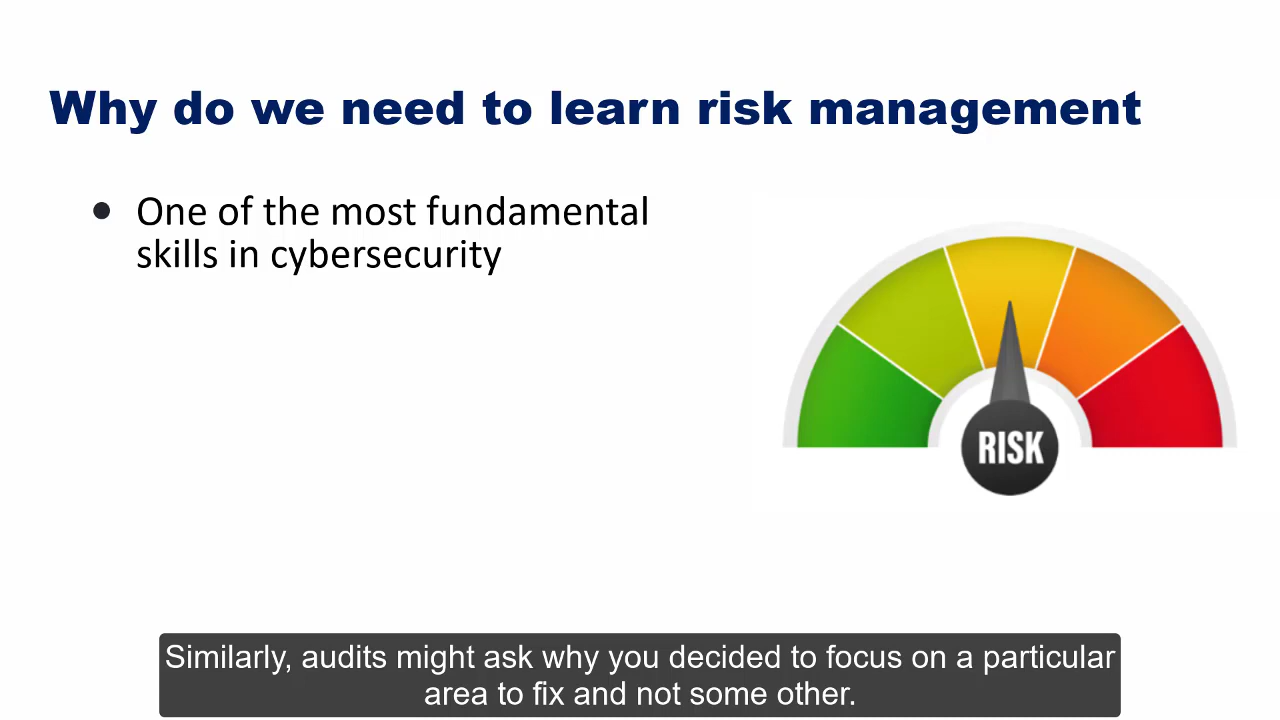 Why do we need to learn risk management
• One of the most fundamental
skills in cybersecurity
RISK
Similarly, audits might ask why you decided to focus on a particular
area to fix and not some other.